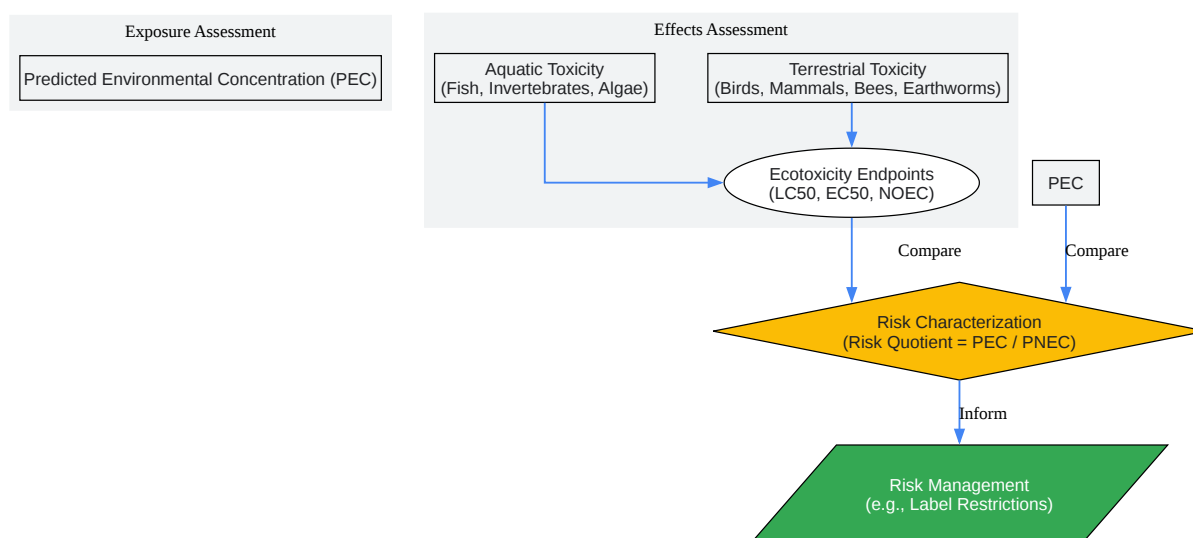 Exposure Assessment
Predicted Environmental Concentration (PEC)
Effects Assessment
Aquatic Toxicity
(Fish, Invertebrates, Algae)
Terrestrial Toxicity
(Birds, Mammals, Bees, Earthworms)
Ecotoxicity Endpoints
(LC50, EC50, NOEC)
PEC
Compare
Compare
Risk Characterization
(Risk Quotient = PEC / PNEC)
Inform
Risk Management
(e.g., Label Restrictions)